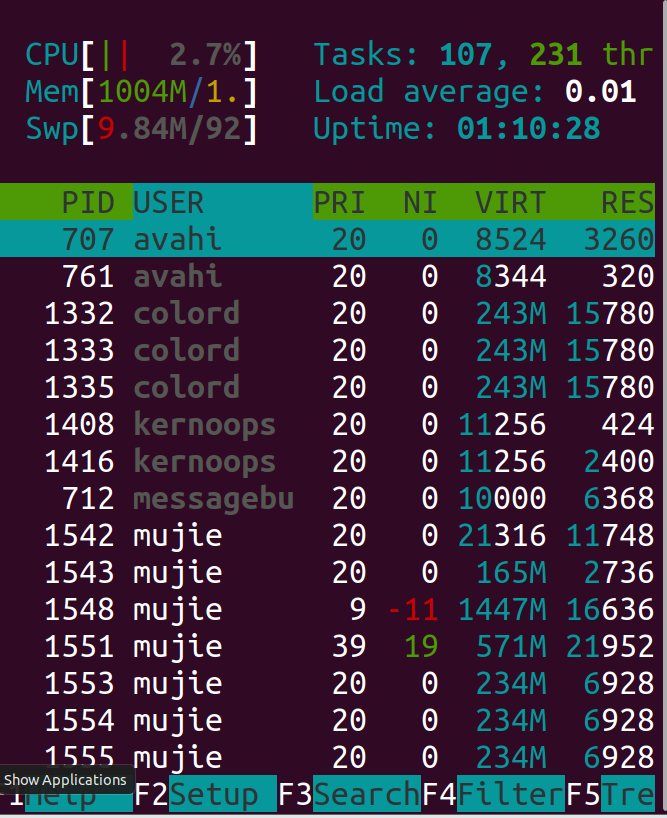 CPU[||  2.7%] Tasks: 107, 231 thr
Mem[1004M/1.] Load average: 0.01
Swp[9.84M/92] Uptime: 01:10:28
PID USER PRI NI VIRT RES
707 avahi 20 0 8524 3260
761 avahi 20 0 8344 320
1332 colord 20 0 243M 15780
1333 colord 20 0 243M 15780
1335 colord 20 0 243M 15780
1408 kernoops 20 0 11256 424
1416 kernoops 20 0 11256 2400
712 messagebu 20 0 10000 6368
1542 mujie 20 0 21316 11748
1543 mujie 20 0 165M 2736
1548 mujie 9 -11 1447M 16636
1551 mujie 39 19 571M 21952
1553 mujie 20 0 234M 6928
1554 mujie 20 0 234M 6928
1555 mujie 20 0 234M 6928
Show Applications
1Help F2Setup F3Search F4Filter F5Tre